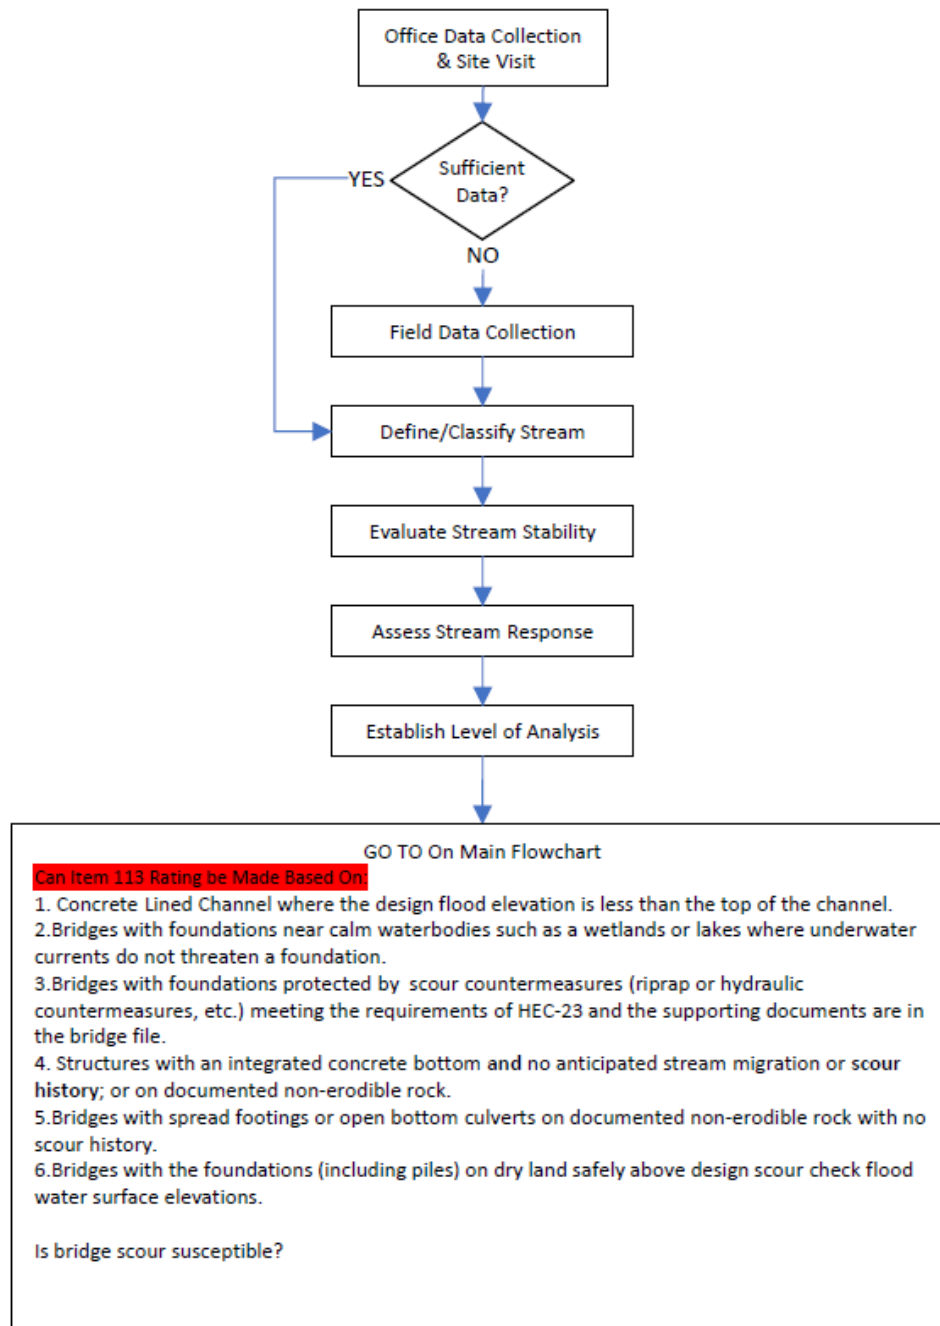 Office Data Collection
& Site Visit
Sufficient
Data?
YES
NO
Field Data Collection
Define/Classify Stream
Evaluate Stream Stability
Assess Stream Response
Establish Level of Analysis
GO TO On Main Flowchart
Can Item 113 Rating be Made Based On:
1. Concrete Lined Channel where the design flood elevation is less than the top of the channel.
2.Bridges with foundations near calm waterbodies such as a wetlands or lakes where underwater
currents do not threaten a foundation.
3.Bridges with foundations protected by scour countermeasures (riprap or hydraulic
countermeasures, etc.) meeting the requirements of HEC-23 and the supporting documents are in
the bridge file.
4. Structures with an integrated concrete bottom and no anticipated stream migration or scour
history; or on documented non-erodible rock.
5.Bridges with spread footings or open bottom culverts on documented non-erodible rock with no
scour history.
6.Bridges with the foundations (including piles) on dry land safely above design scour check flood
water surface elevations.
Is bridge scour susceptible?